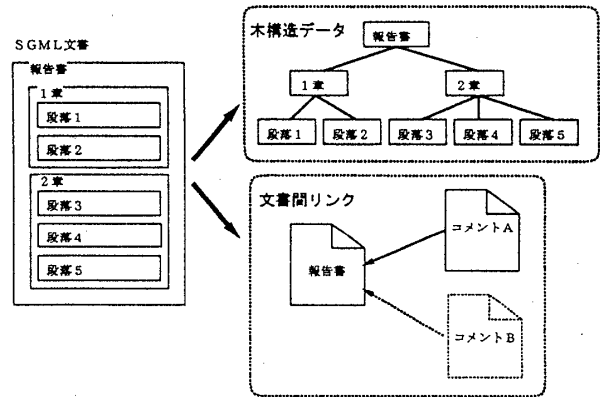 SGML文書
報告書
1章
段落1
段落2
2章
段落3
段落4
段落5
木構造データ
報告書
1章
2章
段落1
段落2
段落3
段落4
段落5
文書間リンク
報告書
コメントA
コメントB